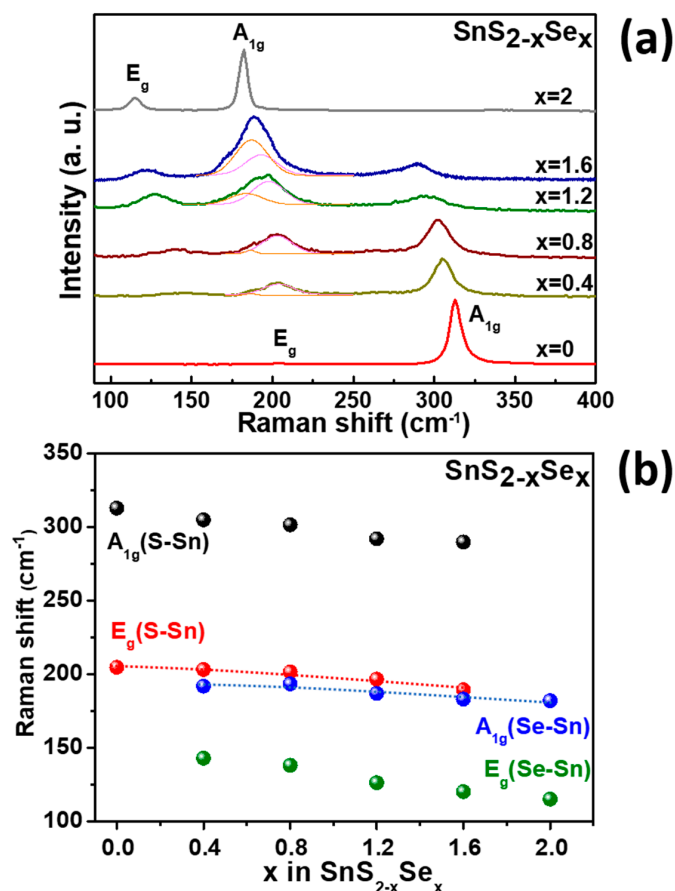 SnS2-xSex
(a)
A1g
Eg
x=2
x=1.6
x=1.2
x=0.8
x=0.4
A1g
Eg
x=0
Intensity (a. u.)
100 150 200 250 300 350 400
Raman shift (cm-1)
350
SnS2-xSex
(b)
300
A1g(S-Sn)
250
Eg(S-Sn)
200
A1g(Se-Sn)
150
Eg(Se-Sn)
100
Raman shift (cm-1)
0.0 0.4 0.8 1.2 1.6 2.0
x in SnS2-xSex